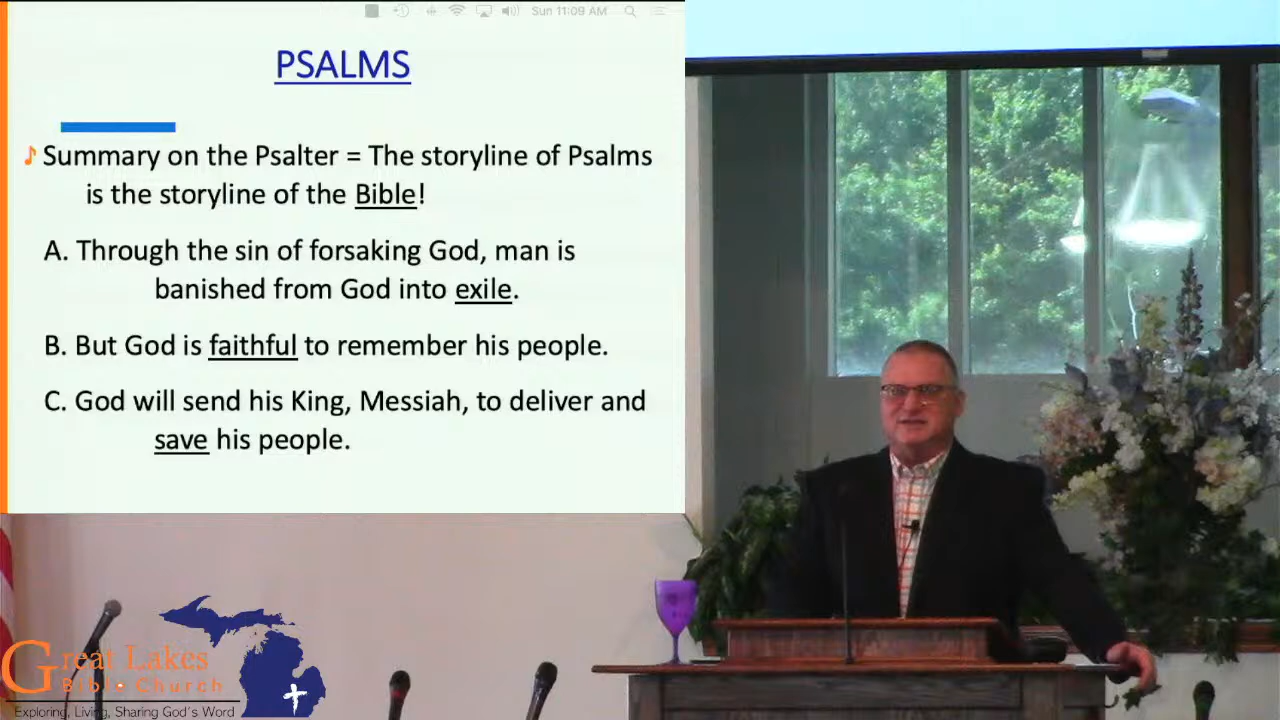 Sun 11:09 AM
PSALMS
Summary on the Psalter = The storyline of Psalms
is the storyline of the Bible!
A. Through the sin of forsaking God, man is
banished from God into exile.
B. But God is faithful to remember his people.
C. God will send his King, Messiah, to deliver and
save his people.
Great Lakes
Bible Church
Exploring, Living, Sharing God's Word